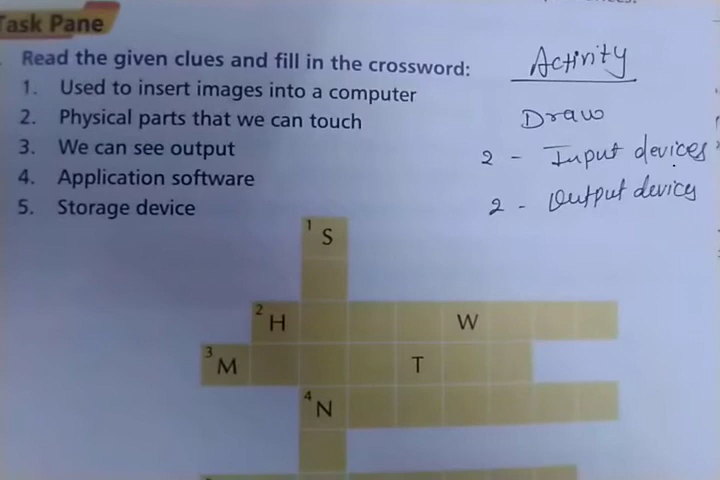 Task Pane
Read the given clues and fill in the crossword:
1. Used to insert images into a computer
2. Physical parts that we can touch
3. We can see output
4. Application software
5. Storage device
Activity
Draw
2 - Input devices
2 - Output devices
1 S
2 H W
3 M T
4 N